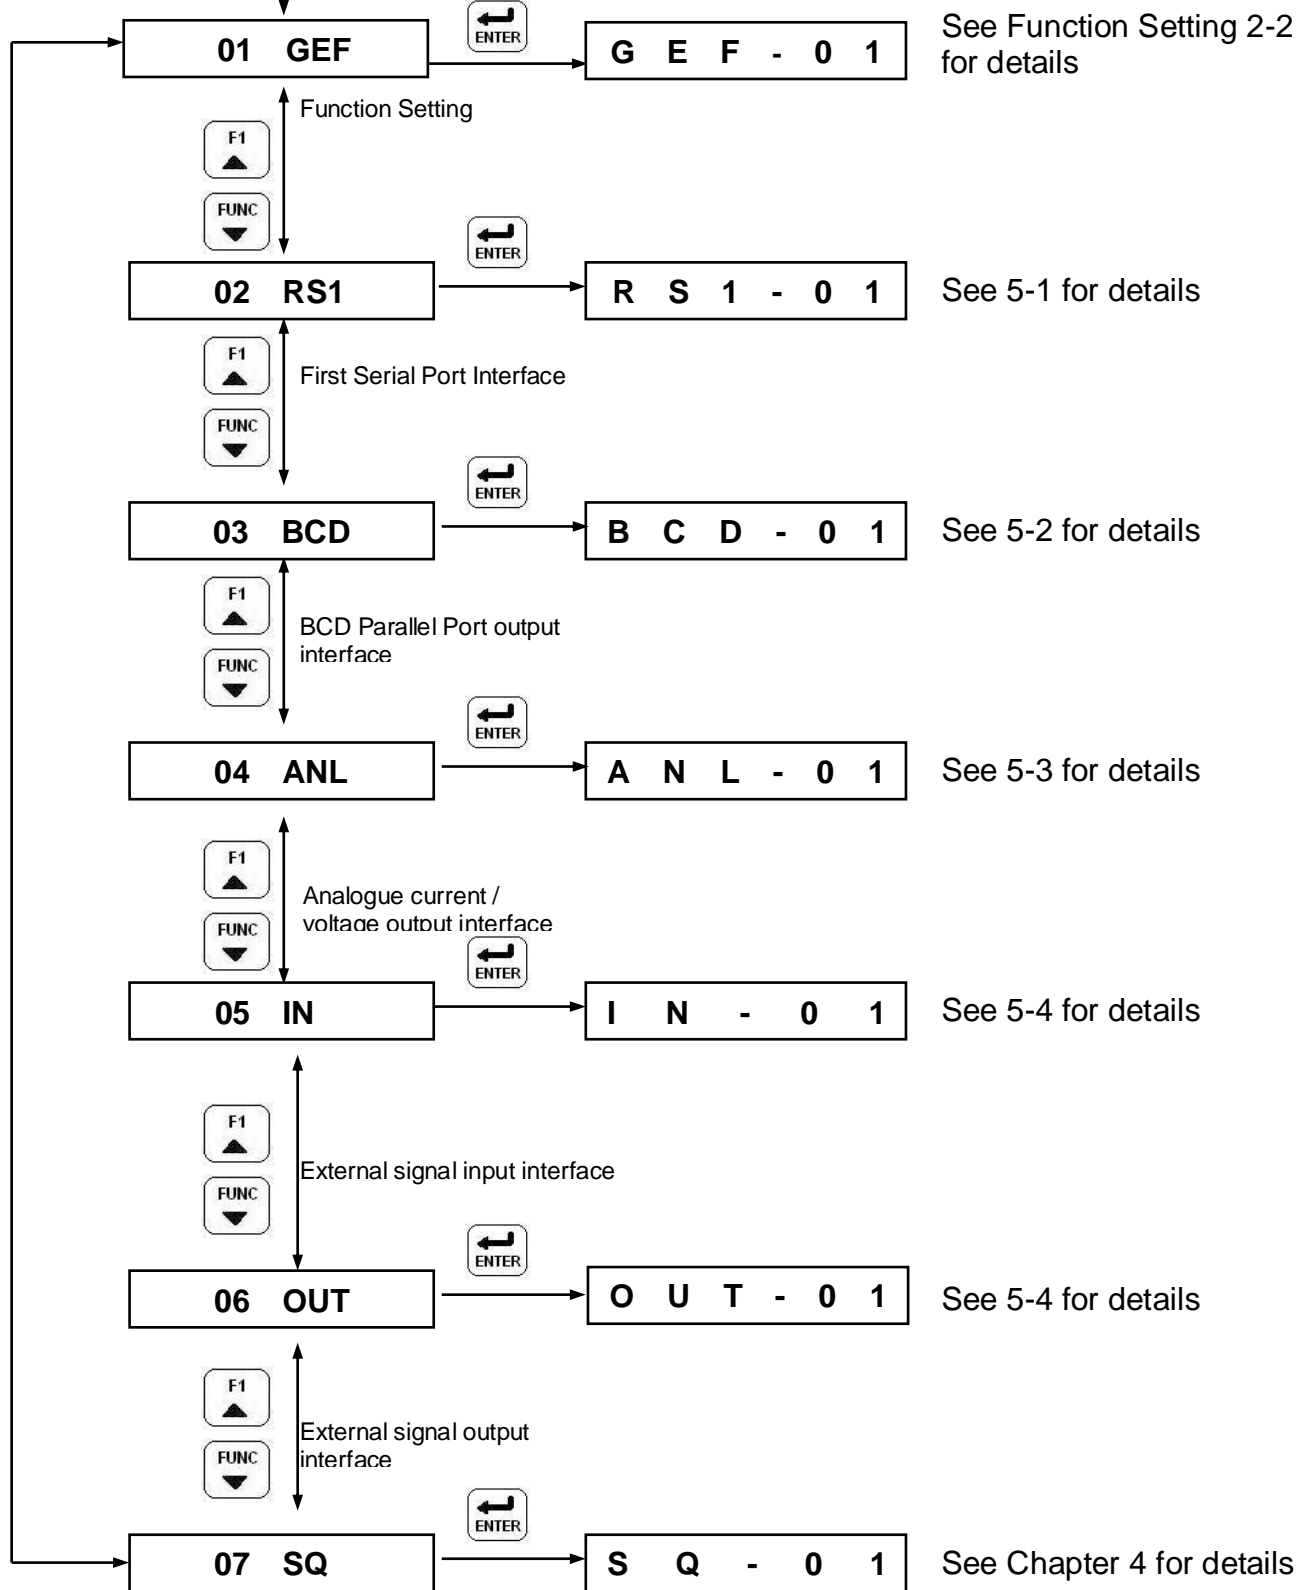 01 GEF
ENTER
G E F - 0 1
See Function Setting 2-2
for details
Function Setting
F1
FUNC
02 RS1
ENTER
R S 1 - 0 1
See 5-1 for details
First Serial Port Interface
F1
FUNC
03 BCD
ENTER
B C D - 0 1
See 5-2 for details
BCD Parallel Port output
interface
F1
FUNC
04 ANL
ENTER
A N L - 0 1
See 5-3 for details
Analogue current /
voltage output interface
F1
FUNC
05 IN
ENTER
I N - 0 1
See 5-4 for details
External signal input interface
F1
FUNC
06 OUT
ENTER
O U T - 0 1
See 5-4 for details
External signal output
interface
F1
FUNC
07 SQ
ENTER
S Q - 0 1
See Chapter 4 for details